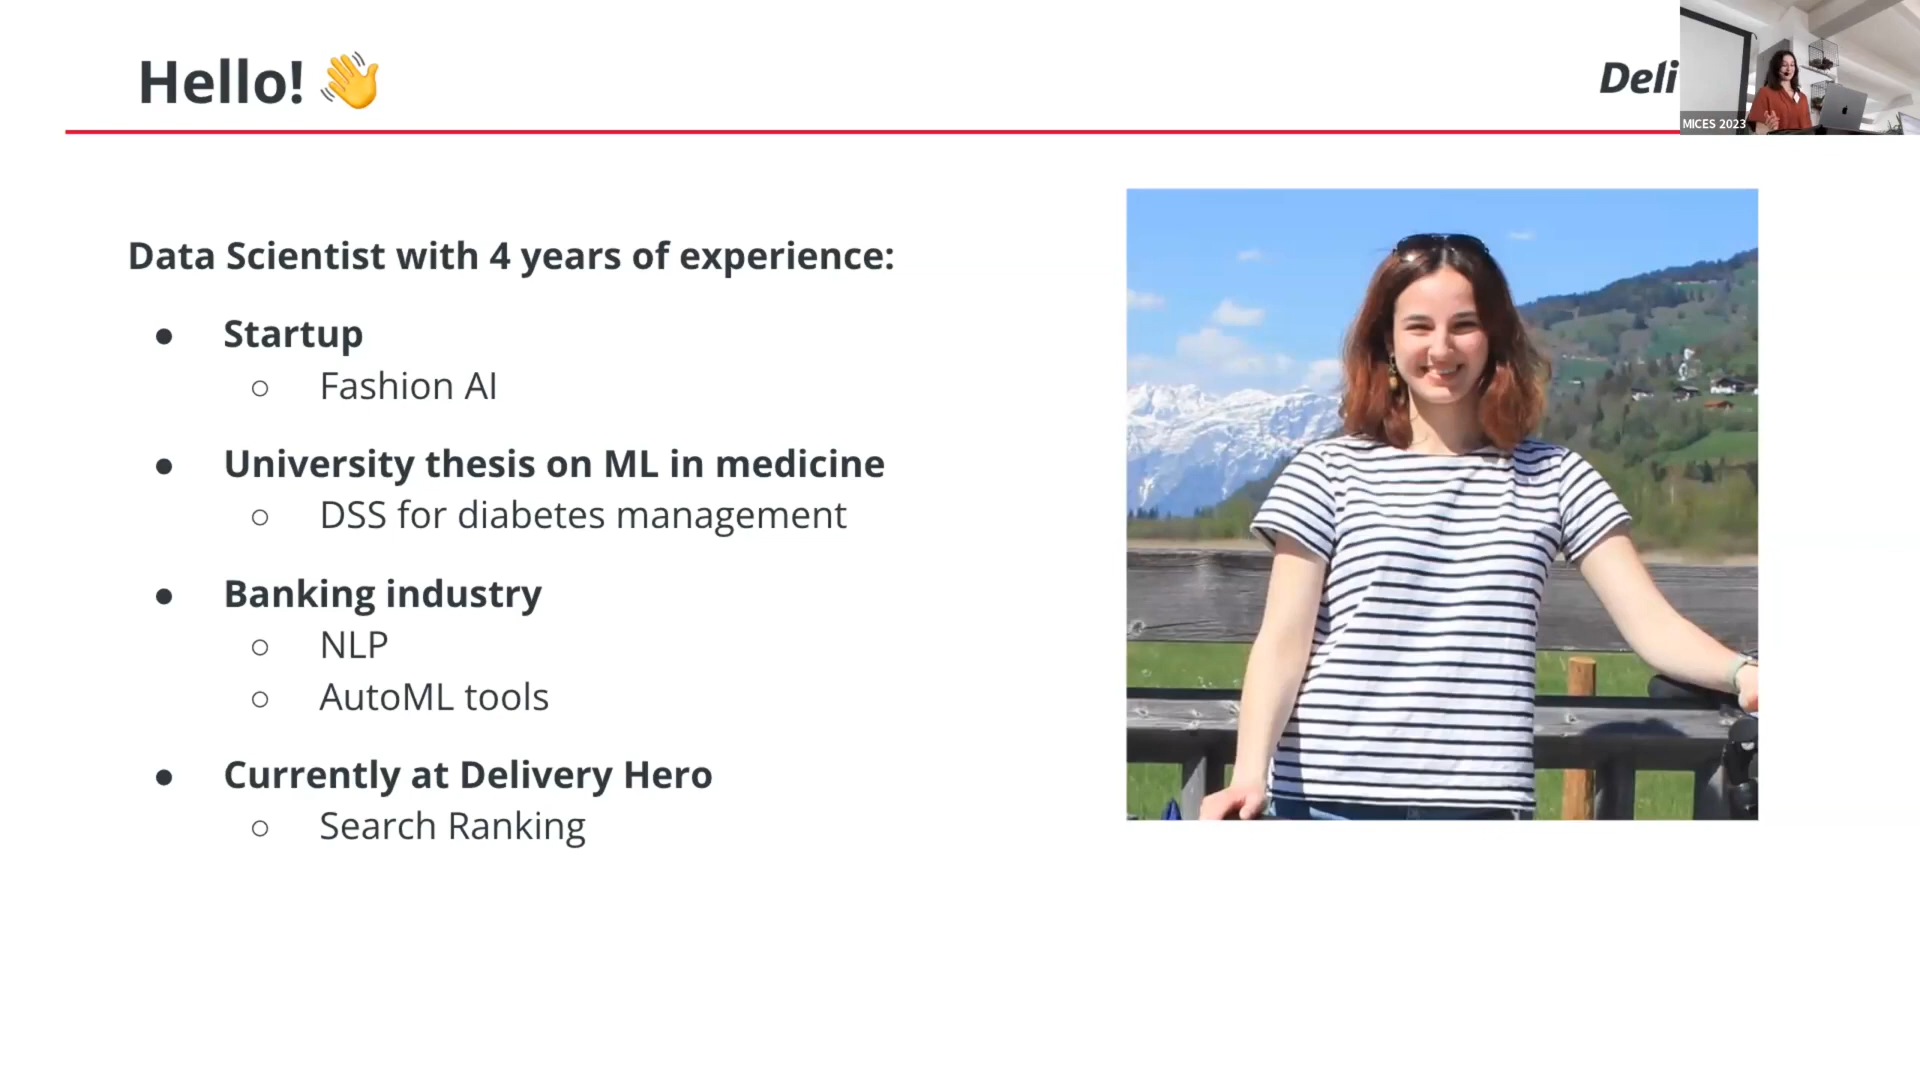 Hello! 👋
Deli
MICES 2023
Data Scientist with 4 years of experience:
● Startup
○ Fashion AI
● University thesis on ML in medicine
○ DSS for diabetes management
● Banking industry
○ NLP
○ AutoML tools
● Currently at Delivery Hero
○ Search Ranking